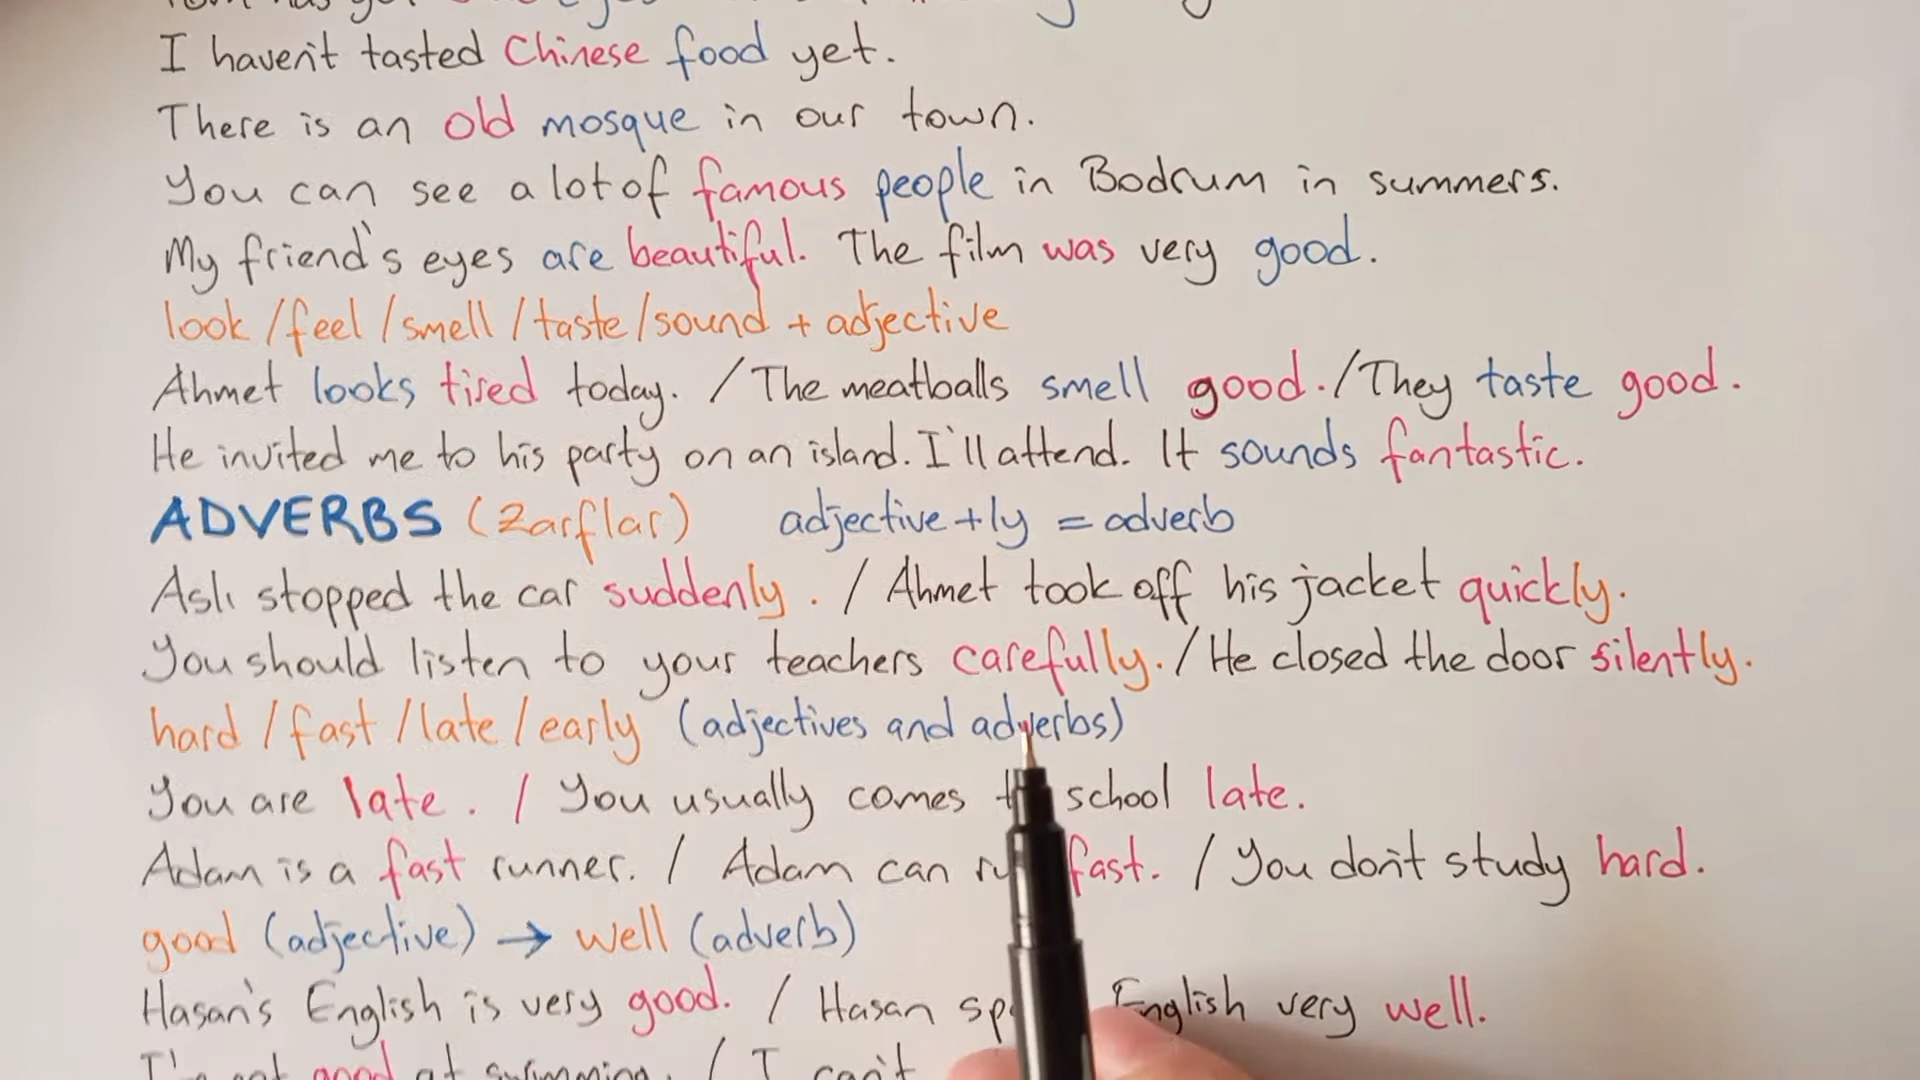 I haven't tasted Chinese food yet.
There is an old mosque in our town.
You can see a lot of famous people in Bodrum in summers.
My friend's eyes are beautiful. The film was very good.
look / feel / smell / taste / sound + adjective
Ahmet looks tired today. / The meatballs smell good. / They taste good.
He invited me to his party on an island. I'll attend. It sounds fantastic.
ADVERBS (Zarflar) adjective + ly = adverb
Aslı stopped the car suddenly. / Ahmet took off his jacket quickly.
You should listen to your teachers carefully. / He closed the door silently.
hard / fast / late / early (adjectives and adverbs)
You are late. / You usually comes school late.
Adam is a fast runner. / Adam can fast. / You don't study hard.
good (adjective) → well (adverb)
Hasan's English is very good. / Hasan English very well.
good at swimming. / I can't